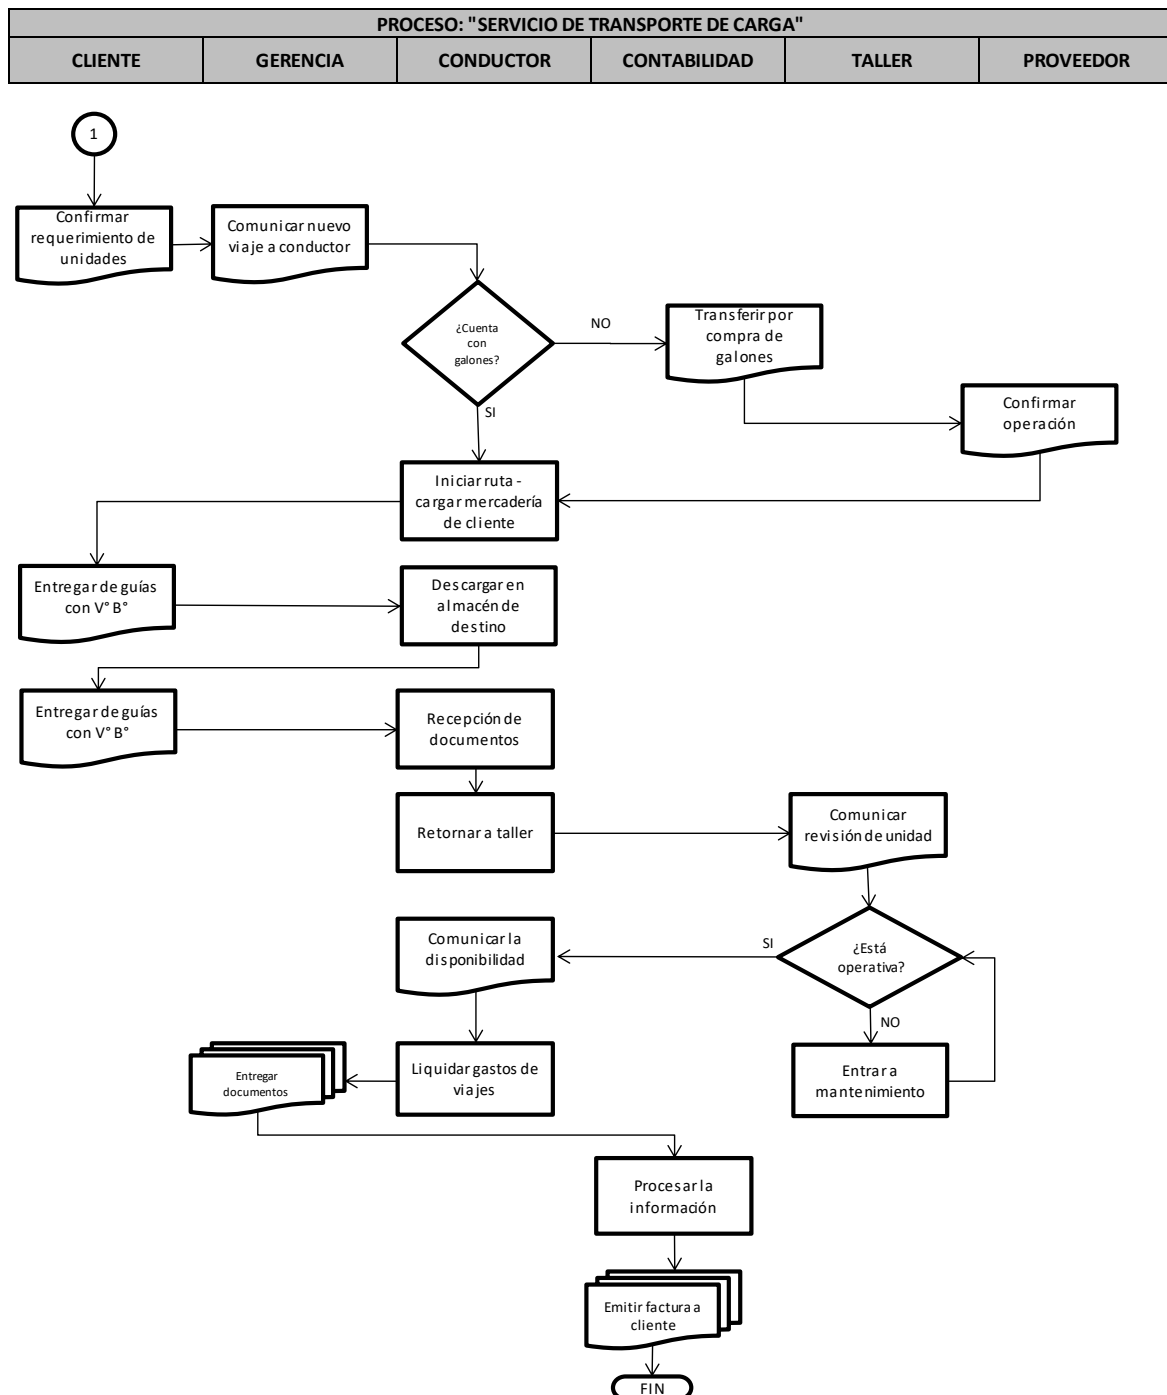 PROCESO: "SERVICIO DE TRANSPORTE DE CARGA"
CLIENTE
GERENCIA
CONDUCTOR
CONTABILIDAD
TALLER
PROVEEDOR
1
Confirmar
requerimiento de
unidades
Comunicar nuevo
viaje a conductor
¿Cuenta
con
galones?
NO
Transferir por
compra de
galones
SI
Confirmar
operación
Iniciar ruta -
cargar mercadería
de cliente
Entregar de guías
con V° B°
Descargar en
almacén de
destino
Entregar de guías
con V° B°
Recepción de
documentos
Retornar a taller
Comunicar
revisión de unidad
Comunicar la
disponibilidad
SI
¿Está
operativa?
NO
Entregar
documentos
Liquidar gastos de
viajes
Entrar a
mantenimiento
Procesar la
información
Emitir factura a
cliente
FIN